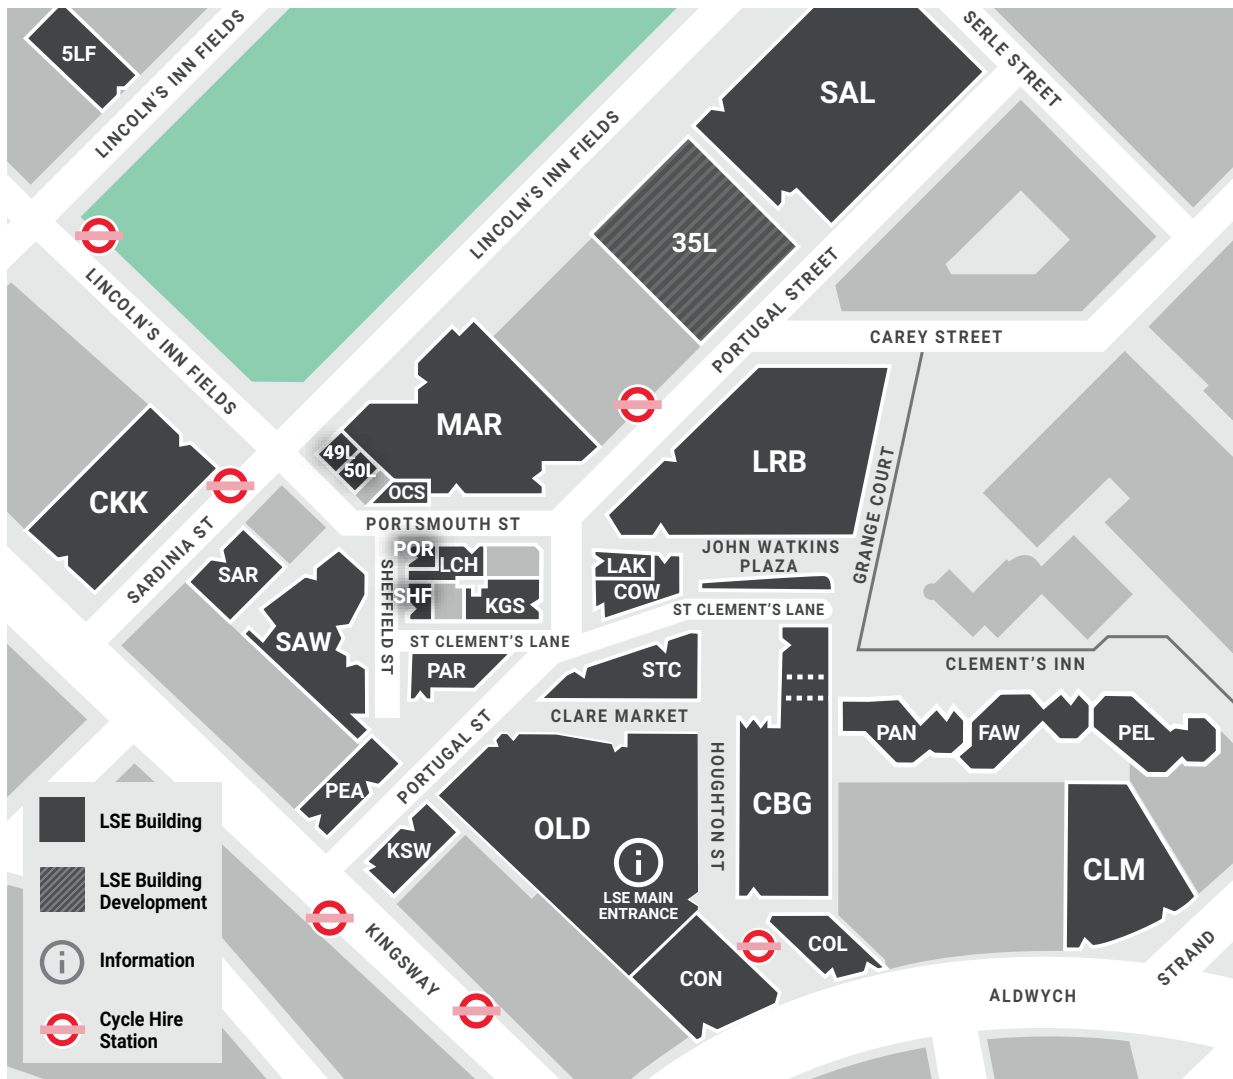 5LF
LINCOLN'S INN FIELDS
SERLE STREET
SAL
LINCOLN'S INN FIELDS
35L
LINCOLN'S INN FIELDS
PORTUGAL STREET
CAREY STREET
MAR
49L
50L
OCS
LRB
CKK
GRANGE COURT
SARDINIA ST
PORTSMOUTH ST
POR
LCH
JOHN WATKINS
PLAZA
SAR
SHEFFIELD ST
SHF
KGS
LAK
COW
ST CLEMENT'S LANE
SAW
ST CLEMENT'S LANE
PAR
STC
CLEMENT'S INN
CLARE MARKET
PORTUGAL ST
PAN
FAW
PEL
HOUGHTON ST
PEA
CBG
OLD
KSW
LSE MAIN
ENTRANCE
CLM
COL
CON
KINGSWAY
STRAND
ALDWYCH
LSE Building
LSE Building
Development
Information
Cycle Hire
Station